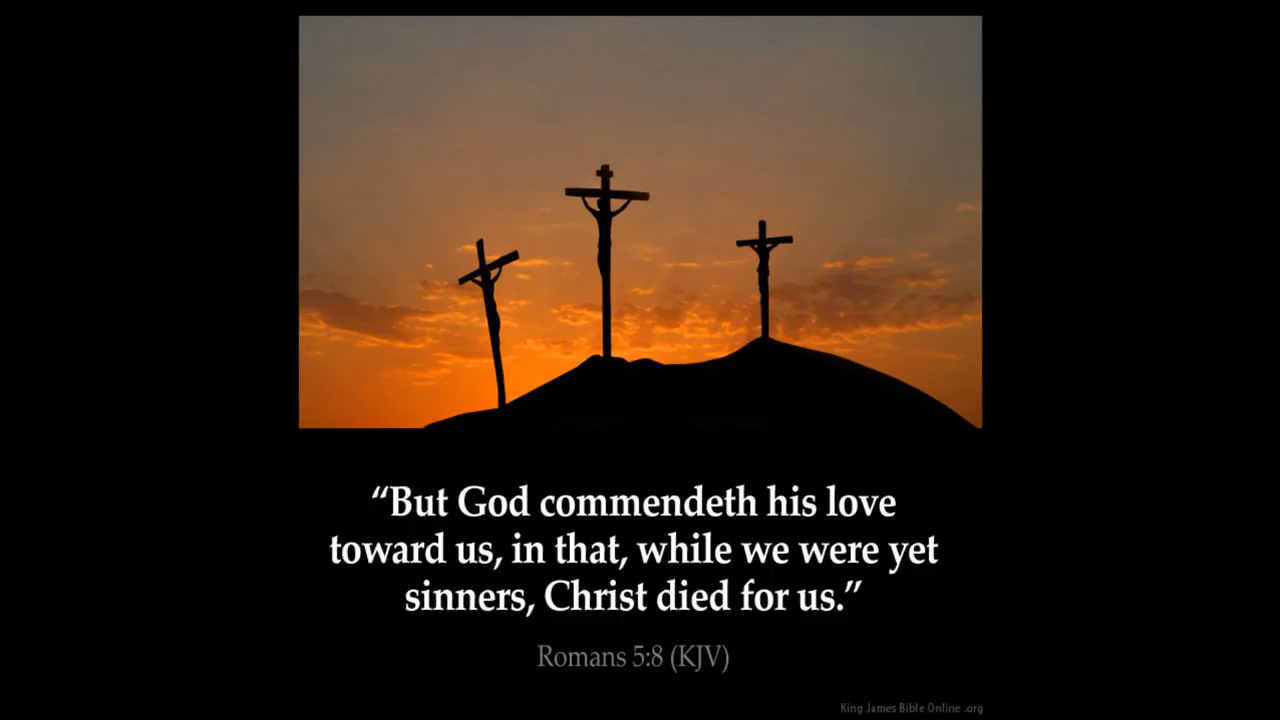 “But God commendeth his love
toward us, in that, while we were yet
sinners, Christ died for us.”
Romans 5:8 (KJV)
King James Bible Online .org